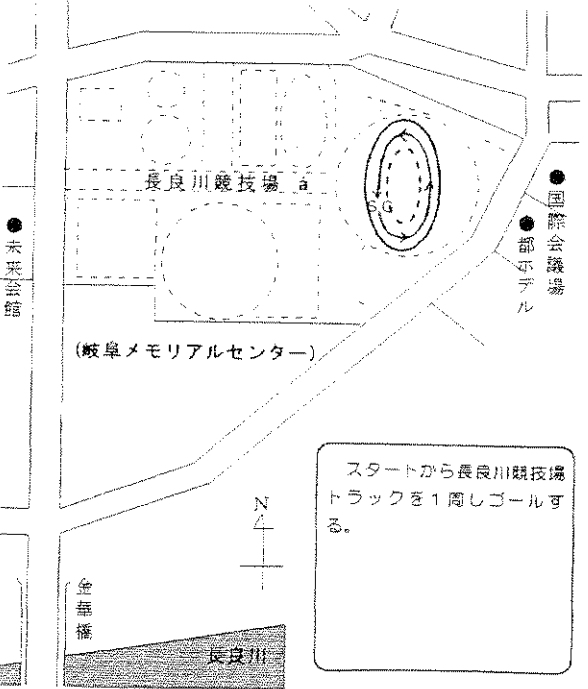 長良川競技場 a
S.G
未来会館
国際会議場
都ホテル
(岐阜メモリアルセンター)
スタートから長良川競技場
トラックを1周しゴールす
る。
N
金華橋
長良川